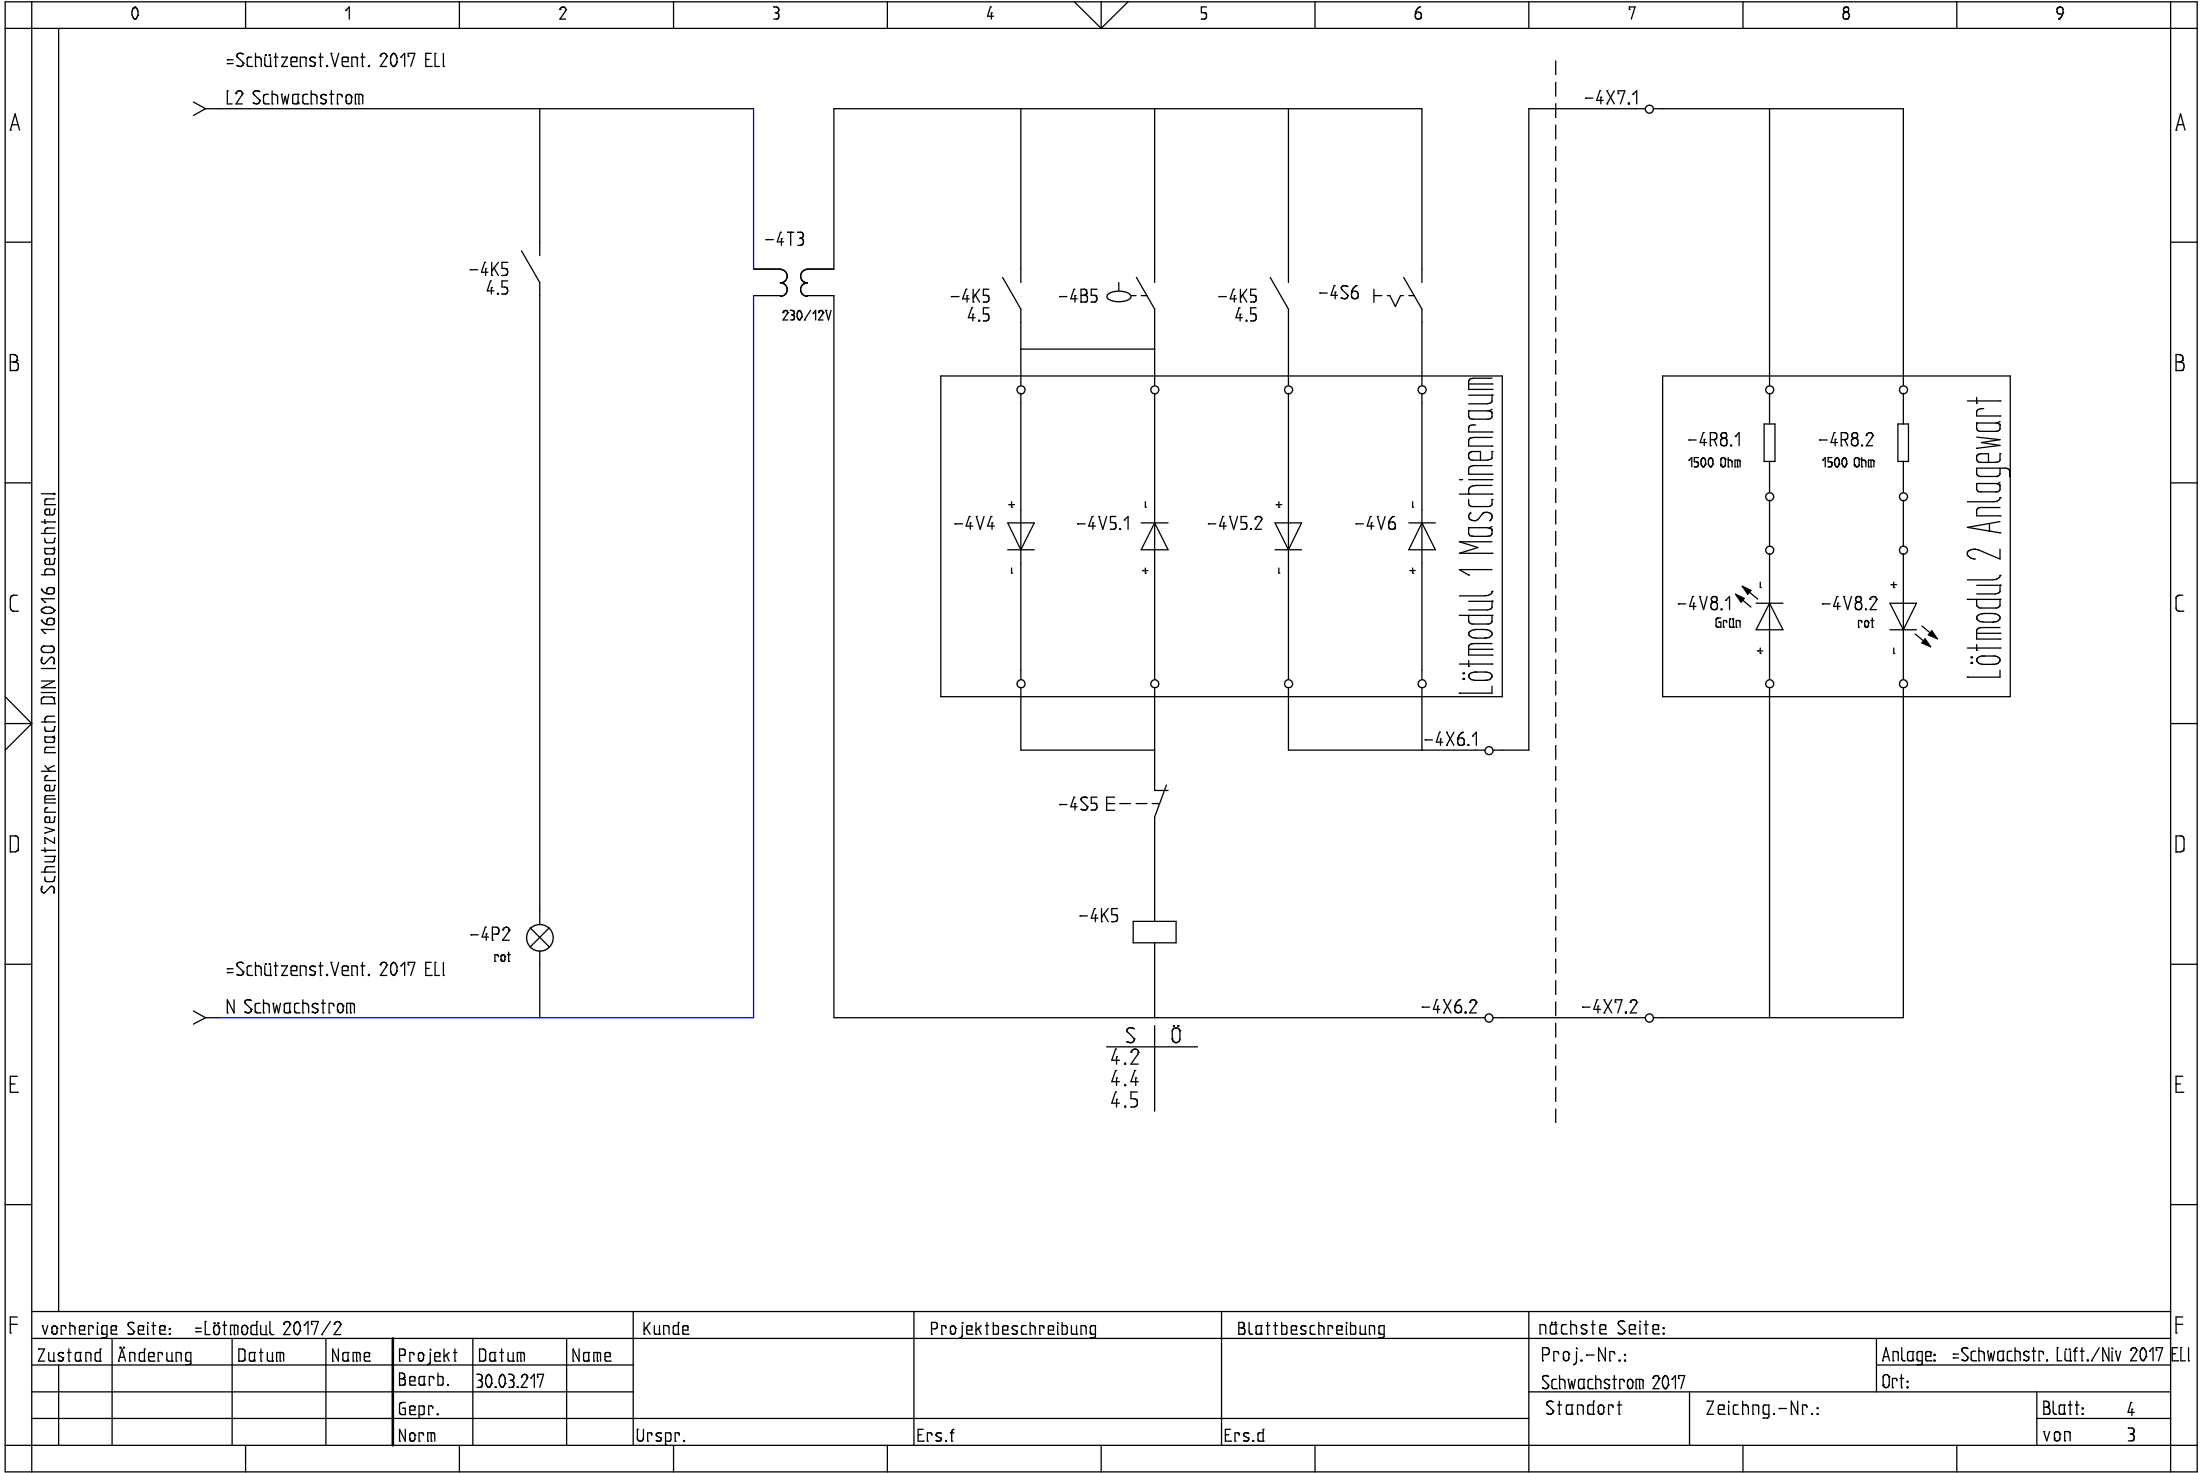 0 1 2 3 4 5 6 7 8 9
=Schützenst.Vent. 2017 ELI
L2 Schwachstrom
-4X7.1
A A
-4T3
230/12V
-4K5
4.5
-4K5
4.5
-4B5
-4K5
4.5
-4S6
B B
Lötmodul 1 Maschinenraum
Lötmodul 2 Anlagewart
-4R8.1
1500 Ohm
-4R8.2
1500 Ohm
+ - + -
-4V4
-4V5.1
-4V5.2
-4V6
- + - +
- +
-4V8.1
Grün
-4V8.2
rot
+ -
C C
Schutzvermerk nach DIN ISO 16016 beachten!
-4X6.1
-4S5
D D
-4K5
-4P2
rot
=Schützenst.Vent. 2017 ELI
N Schwachstrom
-4X6.2
-4X7.2
S Ö
4.2
4.4
4.5
E E
F F
vorherige Seite: =Lötmodul 2017/2
Kunde
Projektbeschreibung
Blattbeschreibung
nächste Seite:
Zustand Änderung Datum Name Projekt Datum Name
Proj.-Nr.:
Anlage: =Schwachstr. Lüft./Niv 2017 ELI
Bearb. 30.03.217
Schwachstrom 2017
Ort:
Gepr.
Standort
Zeichng.-Nr.:
Blatt: 4
Norm
Urspr.
Ers.f
Ers.d
von 3